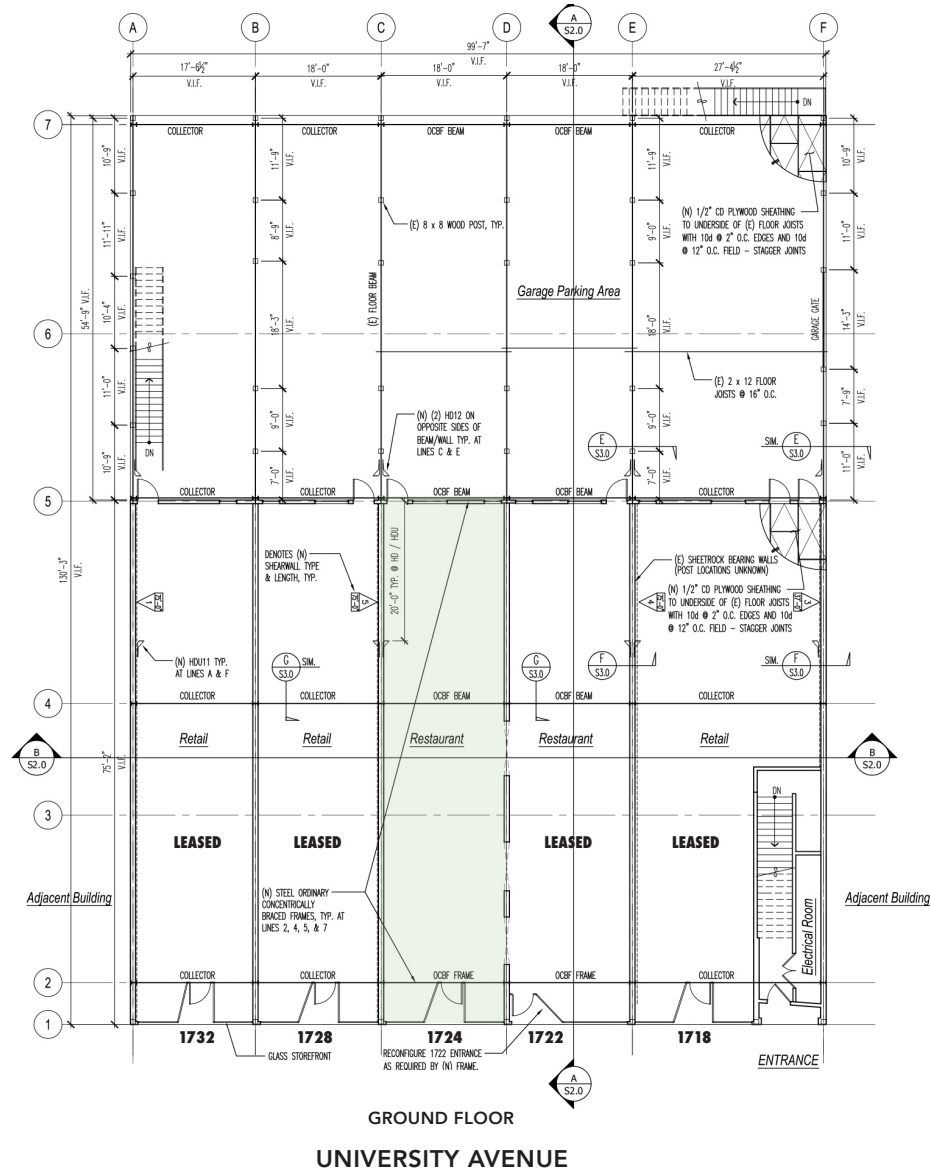 A
S2.0
A
B
C
D
E
F
99'-7"
V.I.F.
17'-6½"
V.I.F.
18'-0"
V.I.F.
18'-0"
V.I.F.
18'-0"
V.I.F.
27'-4½"
V.I.F.
DN
7
COLLECTOR
COLLECTOR
OCBF BEAM
OCBF BEAM
COLLECTOR
10'-9"
V.I.F.
11'-9"
V.I.F.
11'-9"
V.I.F.
10'-9"
V.I.F.
11'-11"
V.I.F.
8'-9"
V.I.F.
(E) 8 x 8 WOOD POST, TYP.
9'-0"
V.I.F.
(N) 1/2" CD PLYWOOD SHEATHING
TO UNDERSIDE OF (E) FLOOR JOISTS
WITH 10d @ 2" O.C. EDGES AND 10d
@ 12" O.C. FIELD – STAGGER JOINTS
11'-0"
V.I.F.
54'-9" V.I.F.
10'-4"
V.I.F.
18'-3"
V.I.F.
(E) FLOOR BEAM
Garage Parking Area
18'-0"
V.I.F.
GARAGE GATE
14'-3"
V.I.F.
6
11'-0"
V.I.F.
(E) 2 x 12 FLOOR
JOISTS @ 16" O.C.
7'-9"
V.I.F.
9'-0"
V.I.F.
(N) (2) HD12 ON
OPPOSITE SIDES OF
BEAM/WALL TYP. AT
LINES C & E
9'-0"
V.I.F.
E
S3.0
SIM.
E
S3.0
11'-0"
V.I.F.
10'-9"
V.I.F.
DN
7'-0"
V.I.F.
7'-0"
V.I.F.
5
COLLECTOR
COLLECTOR
OCBF BEAM
OCBF BEAM
COLLECTOR
130'-3"
V.I.F.
DENOTES (N)
SHEARWALL TYPE
& LENGTH, TYP.
20'-0" TYP. @ HD / HDU
(E) SHEETROCK BEARING WALLS
(POST LOCATIONS UNKNOWN)
(N) 1/2" CD PLYWOOD SHEATHING
TO UNDERSIDE OF (E) FLOOR JOISTS
WITH 10d @ 2" O.C. EDGES AND 10d
@ 12" O.C. FIELD – STAGGER JOINTS
1
5
4
3
(N) HDU11 TYP.
AT LINES A & F
G
S3.0
SIM.
G
S3.0
F
S3.0
SIM.
F
S3.0
4
COLLECTOR
COLLECTOR
OCBF BEAM
OCBF BEAM
COLLECTOR
B
S2.0
75'-2"
V.I.F.
Retail
Retail
Restaurant
Restaurant
Retail
B
S2.0
DN
3
LEASED
LEASED
LEASED
LEASED
Adjacent Building
(N) STEEL ORDINARY
CONCENTRICALLY
BRACED FRAMES, TYP. AT
LINES 2, 4, 5, & 7
Electrical Room
Adjacent Building
2
COLLECTOR
COLLECTOR
OCBF FRAME
OCBF FRAME
COLLECTOR
1
1732
1728
1724
1722
1718
GLASS STOREFRONT
RECONFIGURE 1722 ENTRANCE
AS REQUIRED BY (N) FRAME.
ENTRANCE
A
S2.0
GROUND FLOOR
UNIVERSITY AVENUE